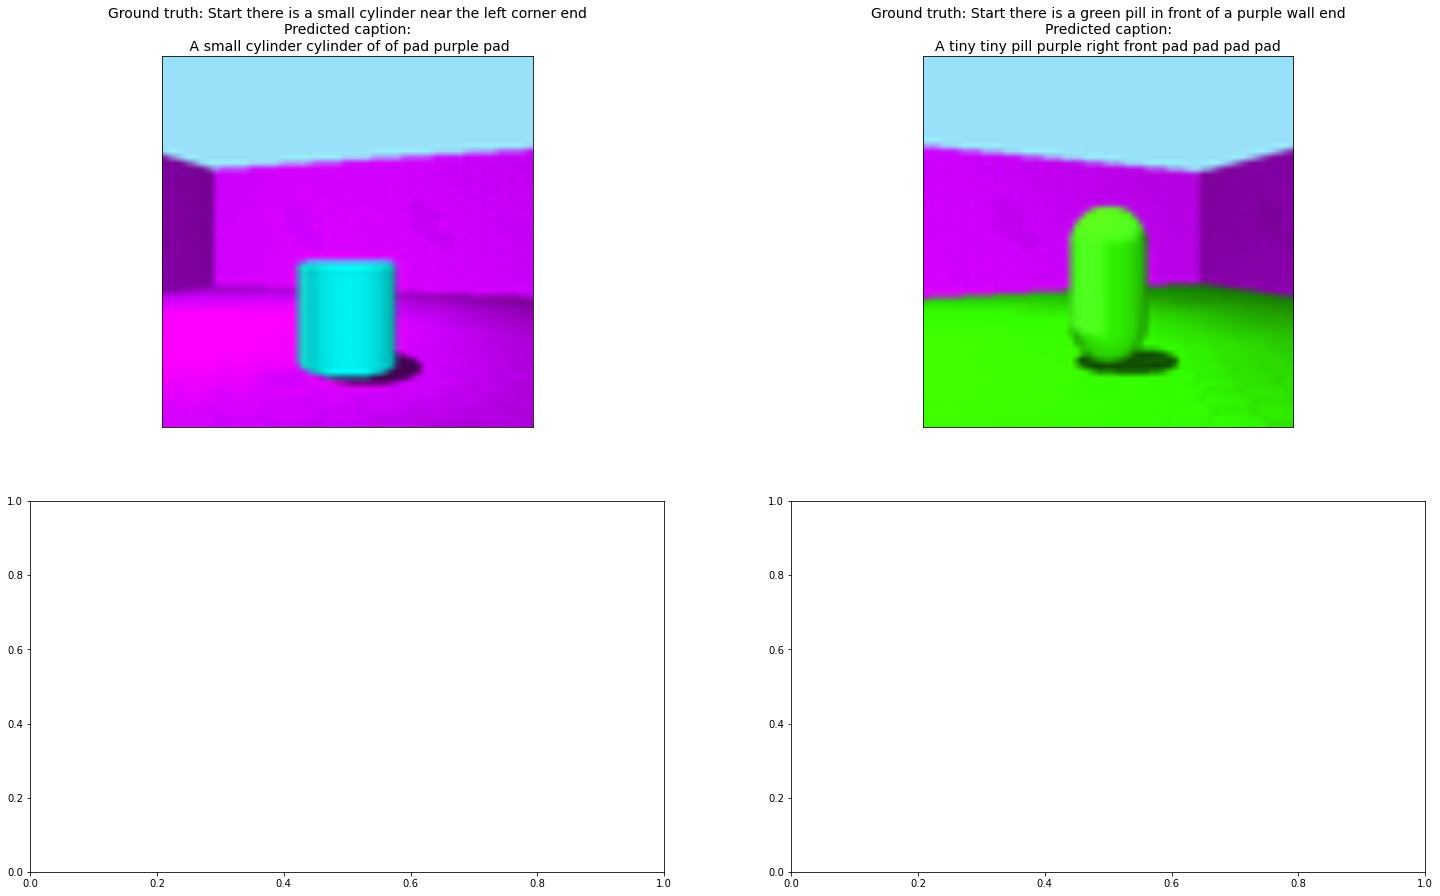 Ground truth: Start there is a small cylinder near the left corner end
Predicted caption:
A small cylinder cylinder of of pad purple pad
Ground truth: Start there is a green pill in front of a purple wall end
Predicted caption:
A tiny tiny pill purple right front pad pad pad pad
1.0
0.8
0.6
0.4
0.2
0.0
0.0 0.2 0.4 0.6 0.8 1.0
1.0
0.8
0.6
0.4
0.2
0.0
0.0 0.2 0.4 0.6 0.8 1.0